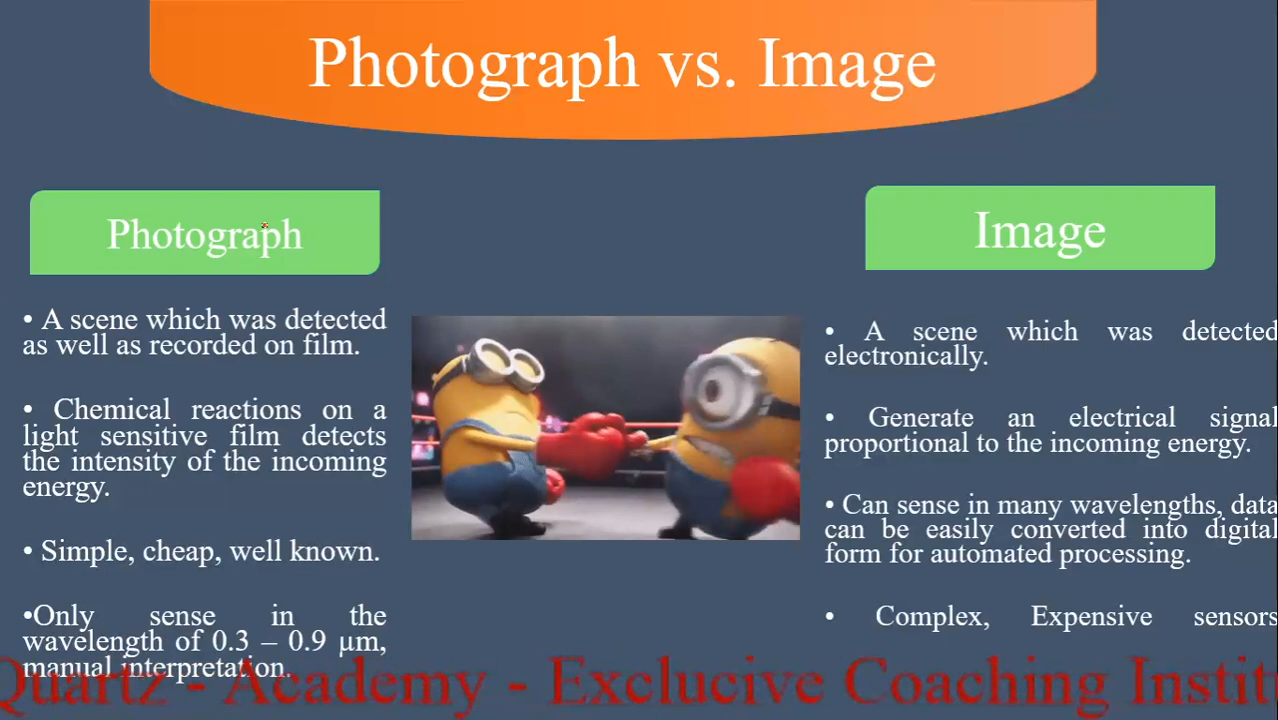 Photograph vs. Image
Photograph
• A scene which was detected
as well as recorded on film.
• Chemical reactions on a
light sensitive film detects
the intensity of the incoming
energy.
• Simple, cheap, well known.
•Only sense in the
wavelength of 0.3 – 0.9 µm,
manual interpretation.
Image
• A scene which was detected
electronically.
• Generate an electrical signal
proportional to the incoming energy.
• Can sense in many wavelengths, data
can be easily converted into digital
form for automated processing.
• Complex, Expensive sensors
Quartz - Academy - Exclucive Coaching Instit